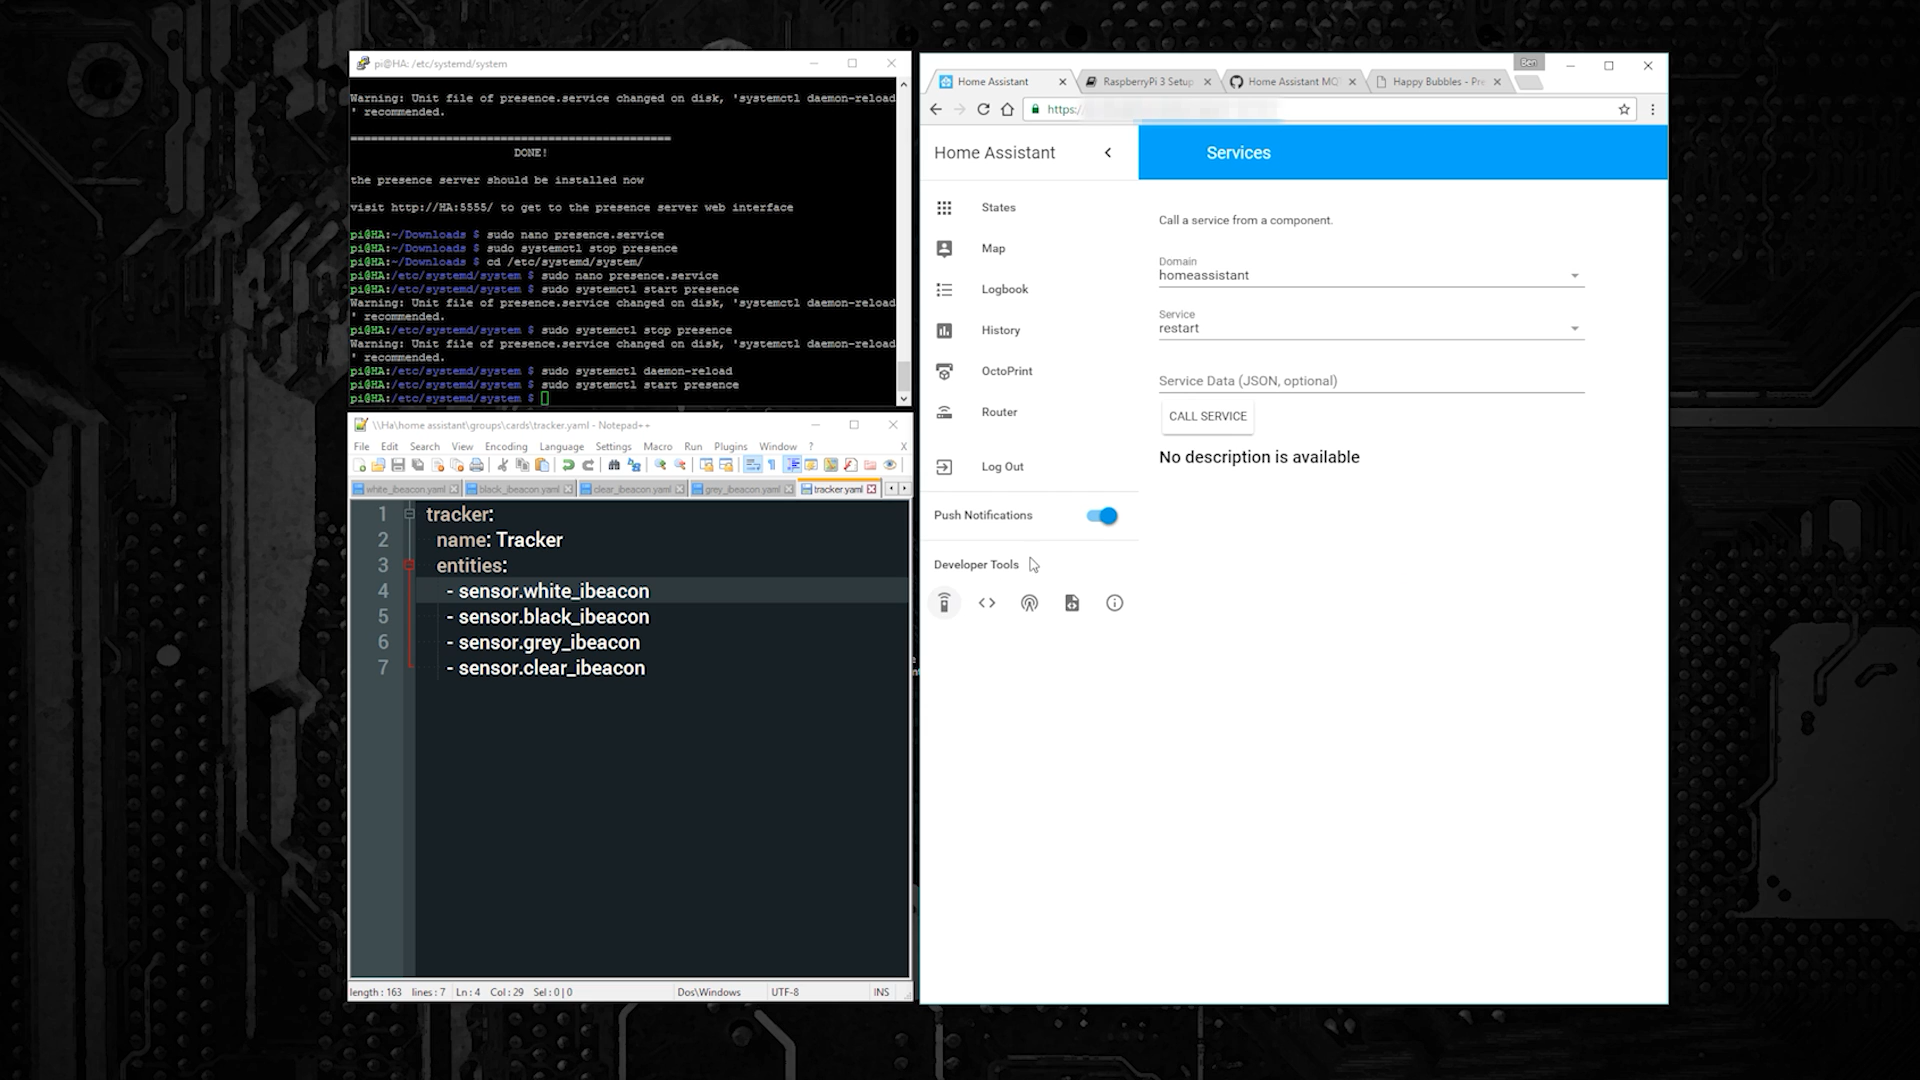 pi@HA: /etc/systemd/system
Warning: Unit file of presence.service changed on disk, 'systemctl daemon-reload
' recommended.
==============================================
DONE!
the presence server should be installed now
visit http://HA:5555/ to get to the presence server web interface
pi@HA:~/Downloads $ sudo nano presence.service
pi@HA:~/Downloads $ sudo systemctl stop presence
pi@HA:~/Downloads $ cd /etc/systemd/system/
pi@HA:/etc/systemd/system $ sudo nano presence.service
pi@HA:/etc/systemd/system $ sudo systemctl start presence
Warning: Unit file of presence.service changed on disk, 'systemctl daemon-reload
' recommended.
pi@HA:/etc/systemd/system $ sudo systemctl stop presence
Warning: Unit file of presence.service changed on disk, 'systemctl daemon-reload
' recommended.
pi@HA:/etc/systemd/system $ sudo systemctl daemon-reload
pi@HA:/etc/systemd/system $ sudo systemctl start presence
pi@HA:/etc/systemd/system $
\\Ha\home assistant\groups\cards\tracker.yaml - Notepad++
File Edit Search View Encoding Language Settings Macro Run Plugins Window ? X
white_ibeacon.yaml black_ibeacon.yaml clear_ibeacon.yaml grey_ibeacon.yaml tracker.yaml
1 tracker:
2 name: Tracker
3 entities:
4 - sensor.white_ibeacon
5 - sensor.black_ibeacon
6 - sensor.grey_ibeacon
7 - sensor.clear_ibeacon
length : 163 lines : 7 Ln : 4 Col : 29 Sel : 0 | 0 Dos\Windows UTF-8 INS
Ben
Home Assistant RaspberryPi 3 Setup Home Assistant MQ Happy Bubbles - Pre
https:/
Home Assistant
Services
States
Map
Logbook
History
OctoPrint
Router
Log Out
Push Notifications
Developer Tools
Call a service from a component.
Domain
homeassistant
Service
restart
Service Data (JSON, optional)
CALL SERVICE
No description is available